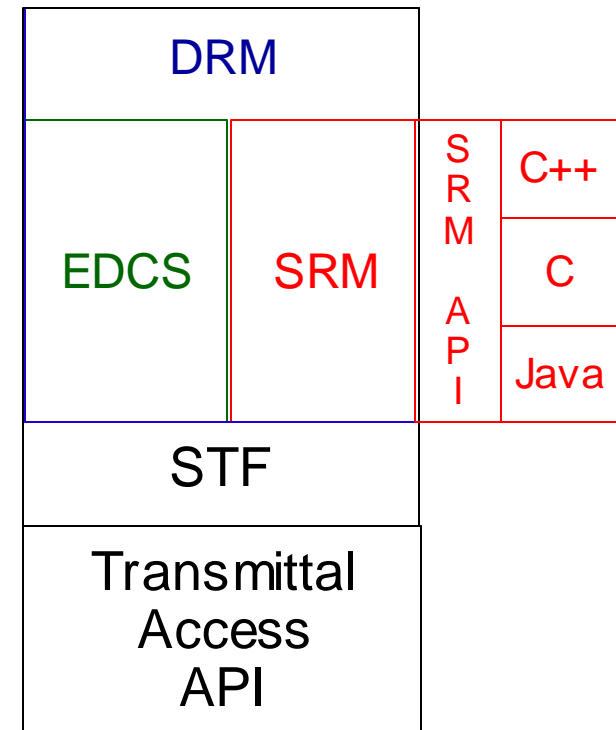 DRM
EDCS
SRM
S
R
M
A
P
I
C++
C
Java
STF
Transmittal
Access
API